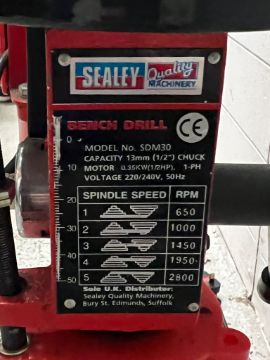 SEALEY Quality MACHINERY
BENCH DRILL CE
MODEL No. SDM30
CAPACITY 13mm (1/2") CHUCK
MOTOR 0.35KW(1/2HP), 1-PH
VOLTAGE 220/240V, 50Hz
SPINDLE SPEED RPM
1 650
2 1000
3 1450
4 1950
5 2800
0
10
20
30
40
50
Sole U.K. Distributor:
Sealey Quality Machinery,
Bury St. Edmunds, Suffolk